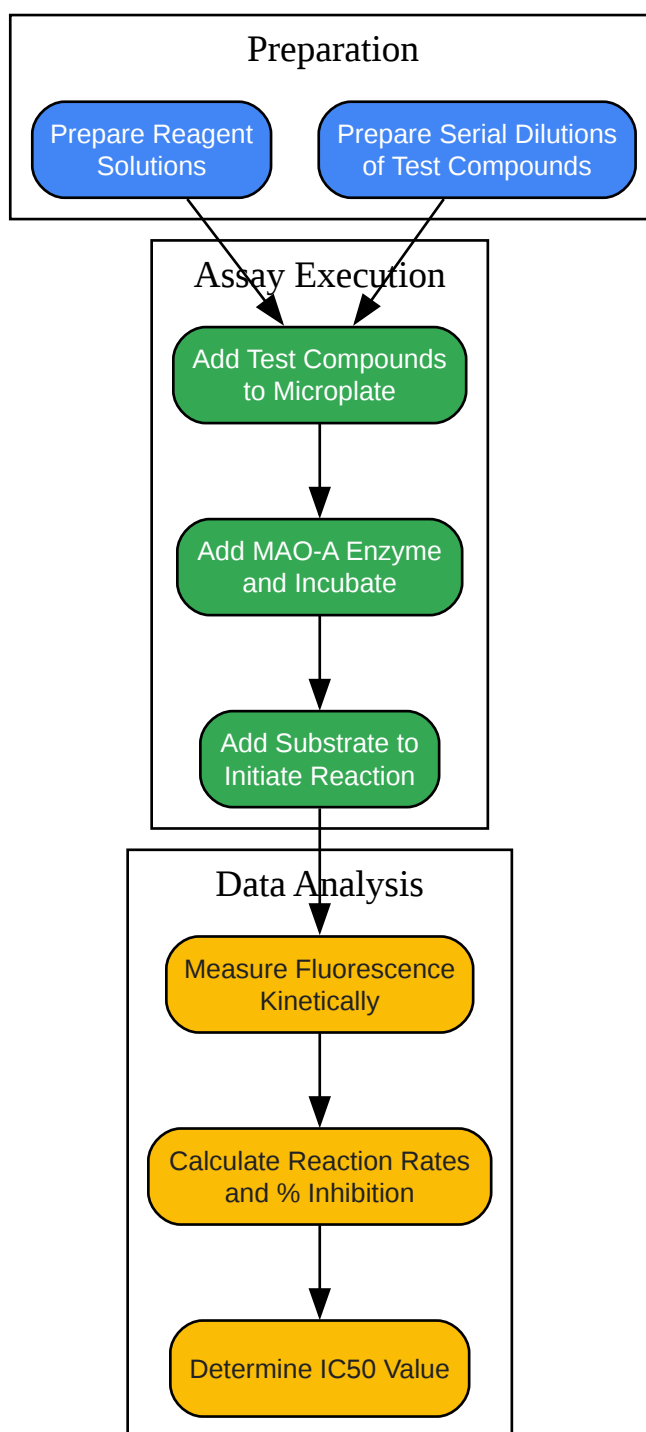 Preparation
Prepare Reagent
Solutions
Prepare Serial Dilutions
of Test Compounds
Assay Execution
Add Test Compounds
to Microplate
Add MAO-A Enzyme
and Incubate
Add Substrate to
Initiate Reaction
Data Analysis
Measure Fluorescence
Kinetically
Calculate Reaction Rates
and % Inhibition
Determine IC50 Value